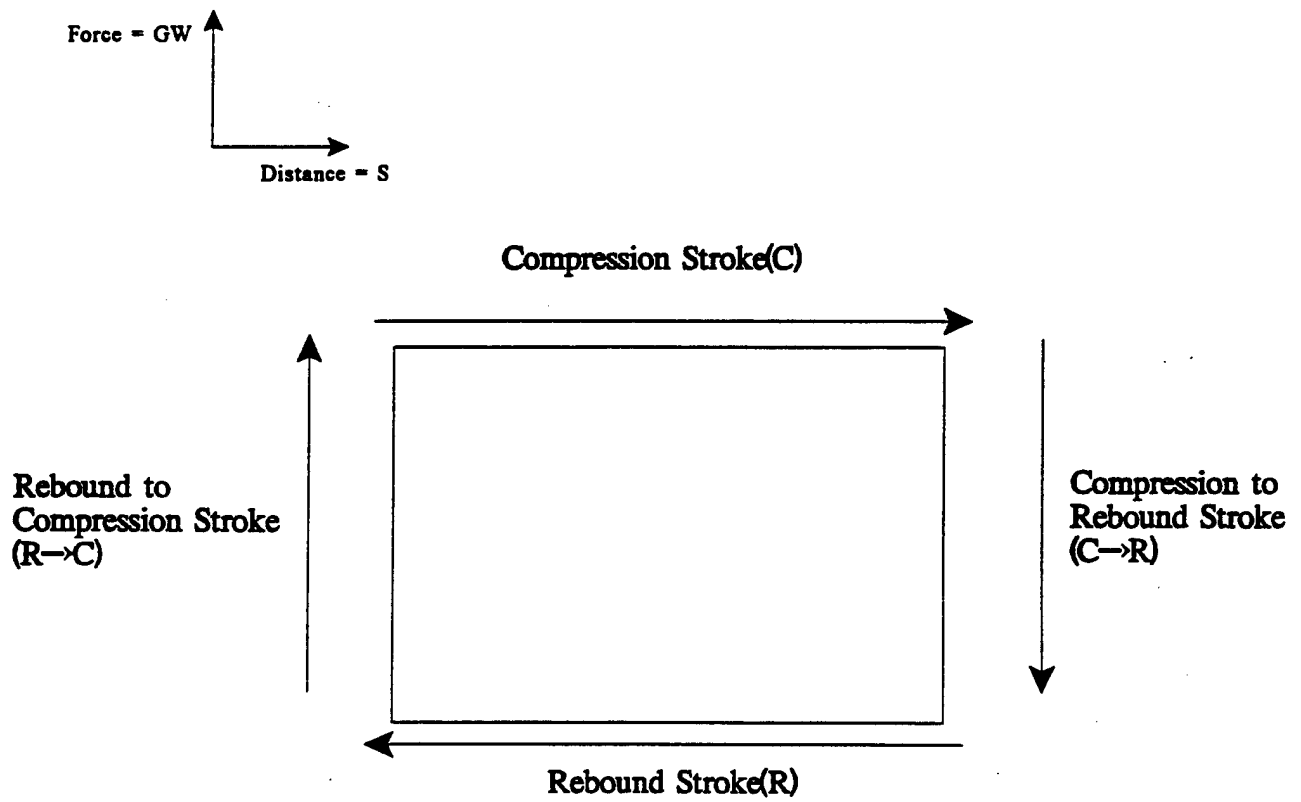 Force = GW
Distance = S
Compression Stroke(C)
Rebound to
Compression Stroke
(R→C)
Compression to
Rebound Stroke
(C→R)
Rebound Stroke(R)